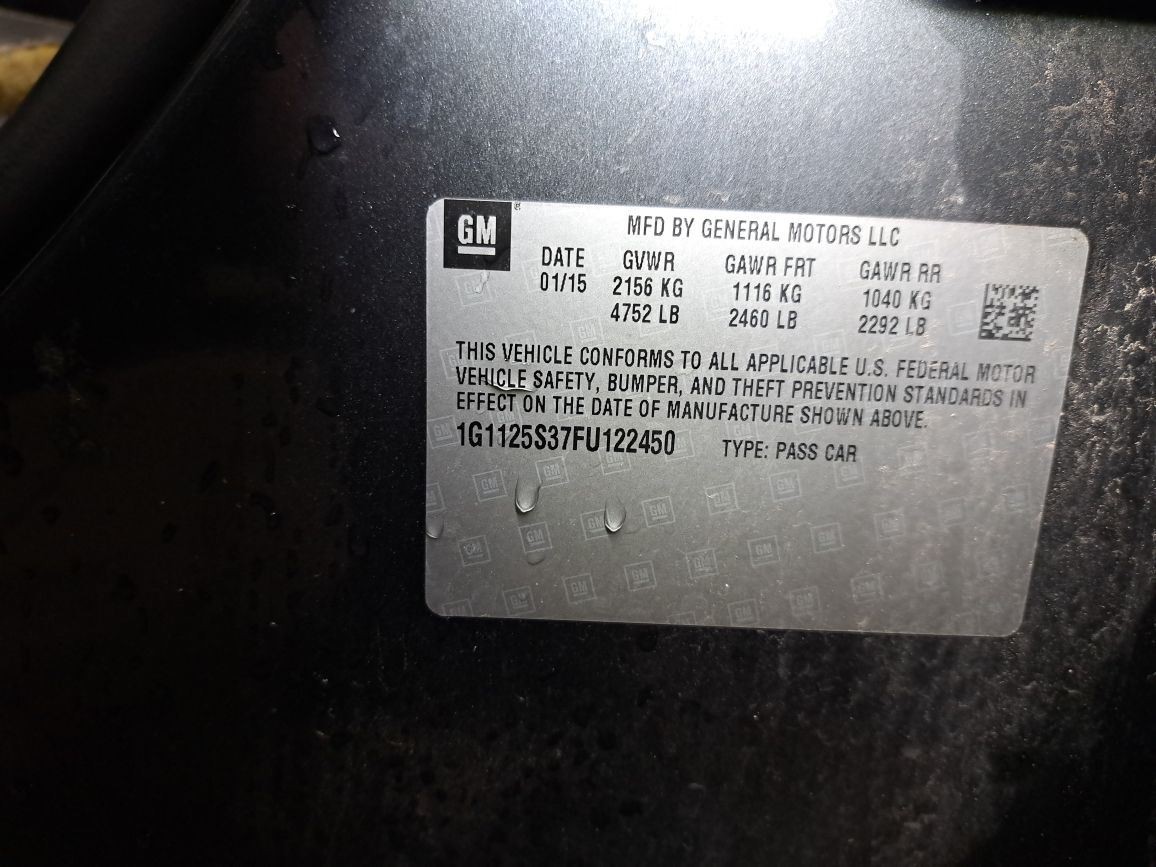 GM
MFD BY GENERAL MOTORS LLC
DATE GVWR GAWR FRT GAWR RR
01/15 2156 KG 1116 KG 1040 KG
4752 LB 2460 LB 2292 LB
THIS VEHICLE CONFORMS TO ALL APPLICABLE U.S. FEDERAL MOTOR
VEHICLE SAFETY, BUMPER, AND THEFT PREVENTION STANDARDS IN
EFFECT ON THE DATE OF MANUFACTURE SHOWN ABOVE.
1G1125S37FU122450 TYPE: PASS CAR